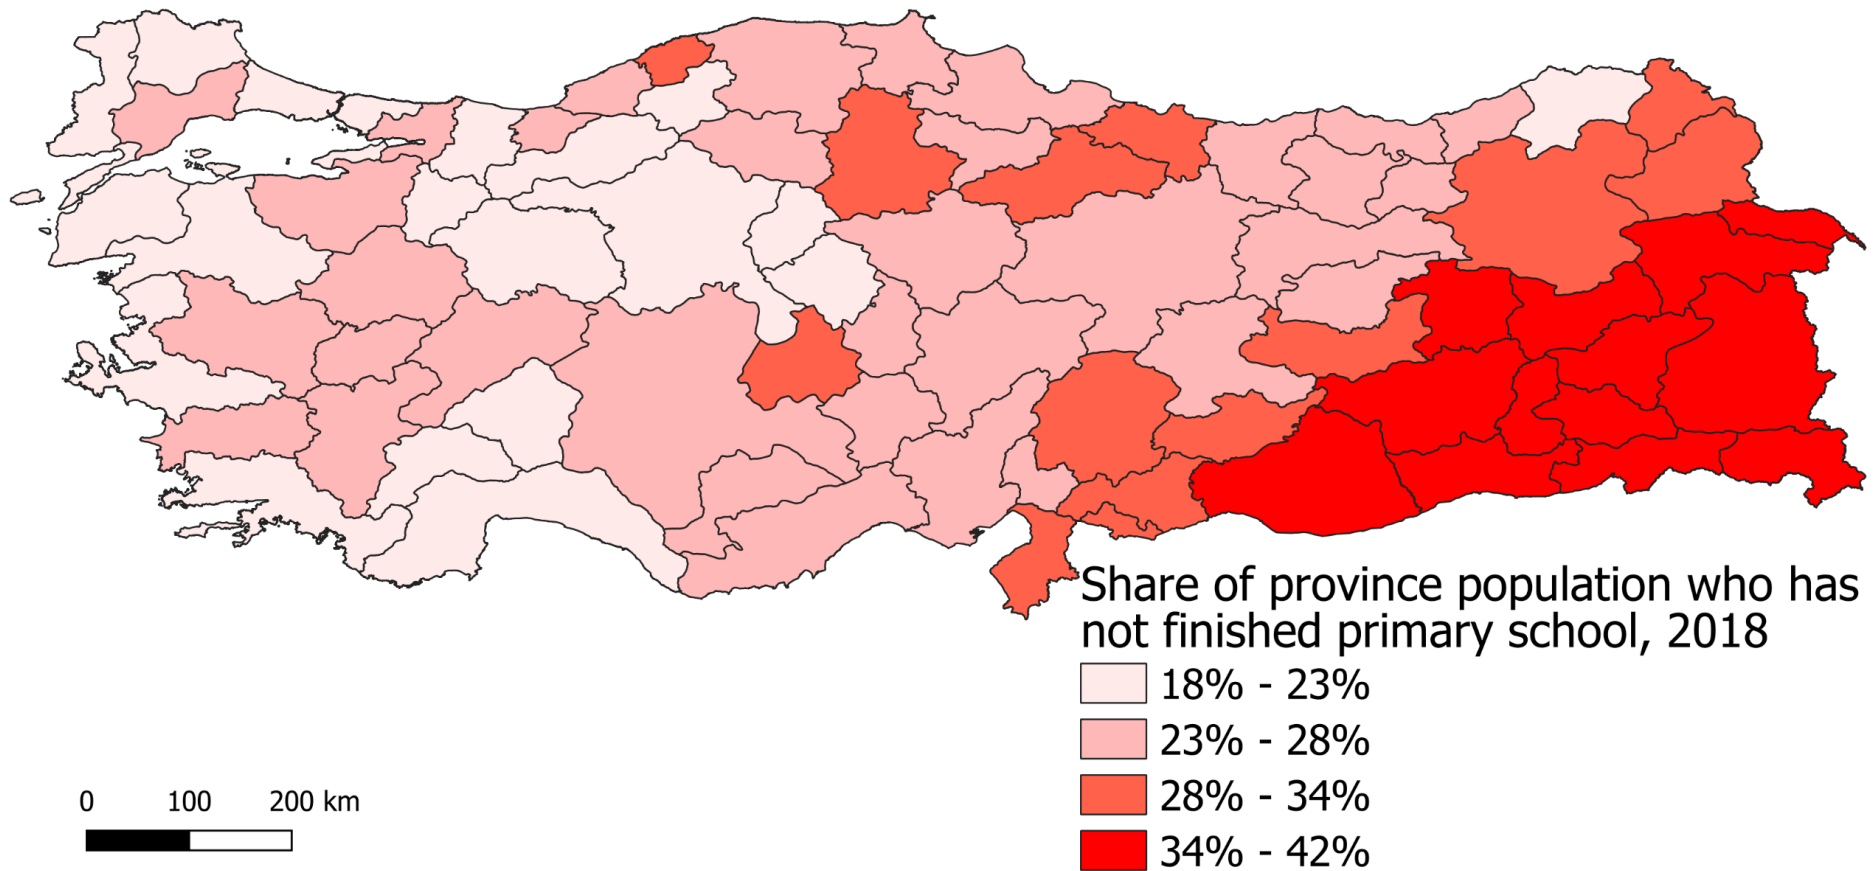 Share of province population who has
not finished primary school, 2018
18% - 23%
23% - 28%
28% - 34%
34% - 42%
0 100 200 km